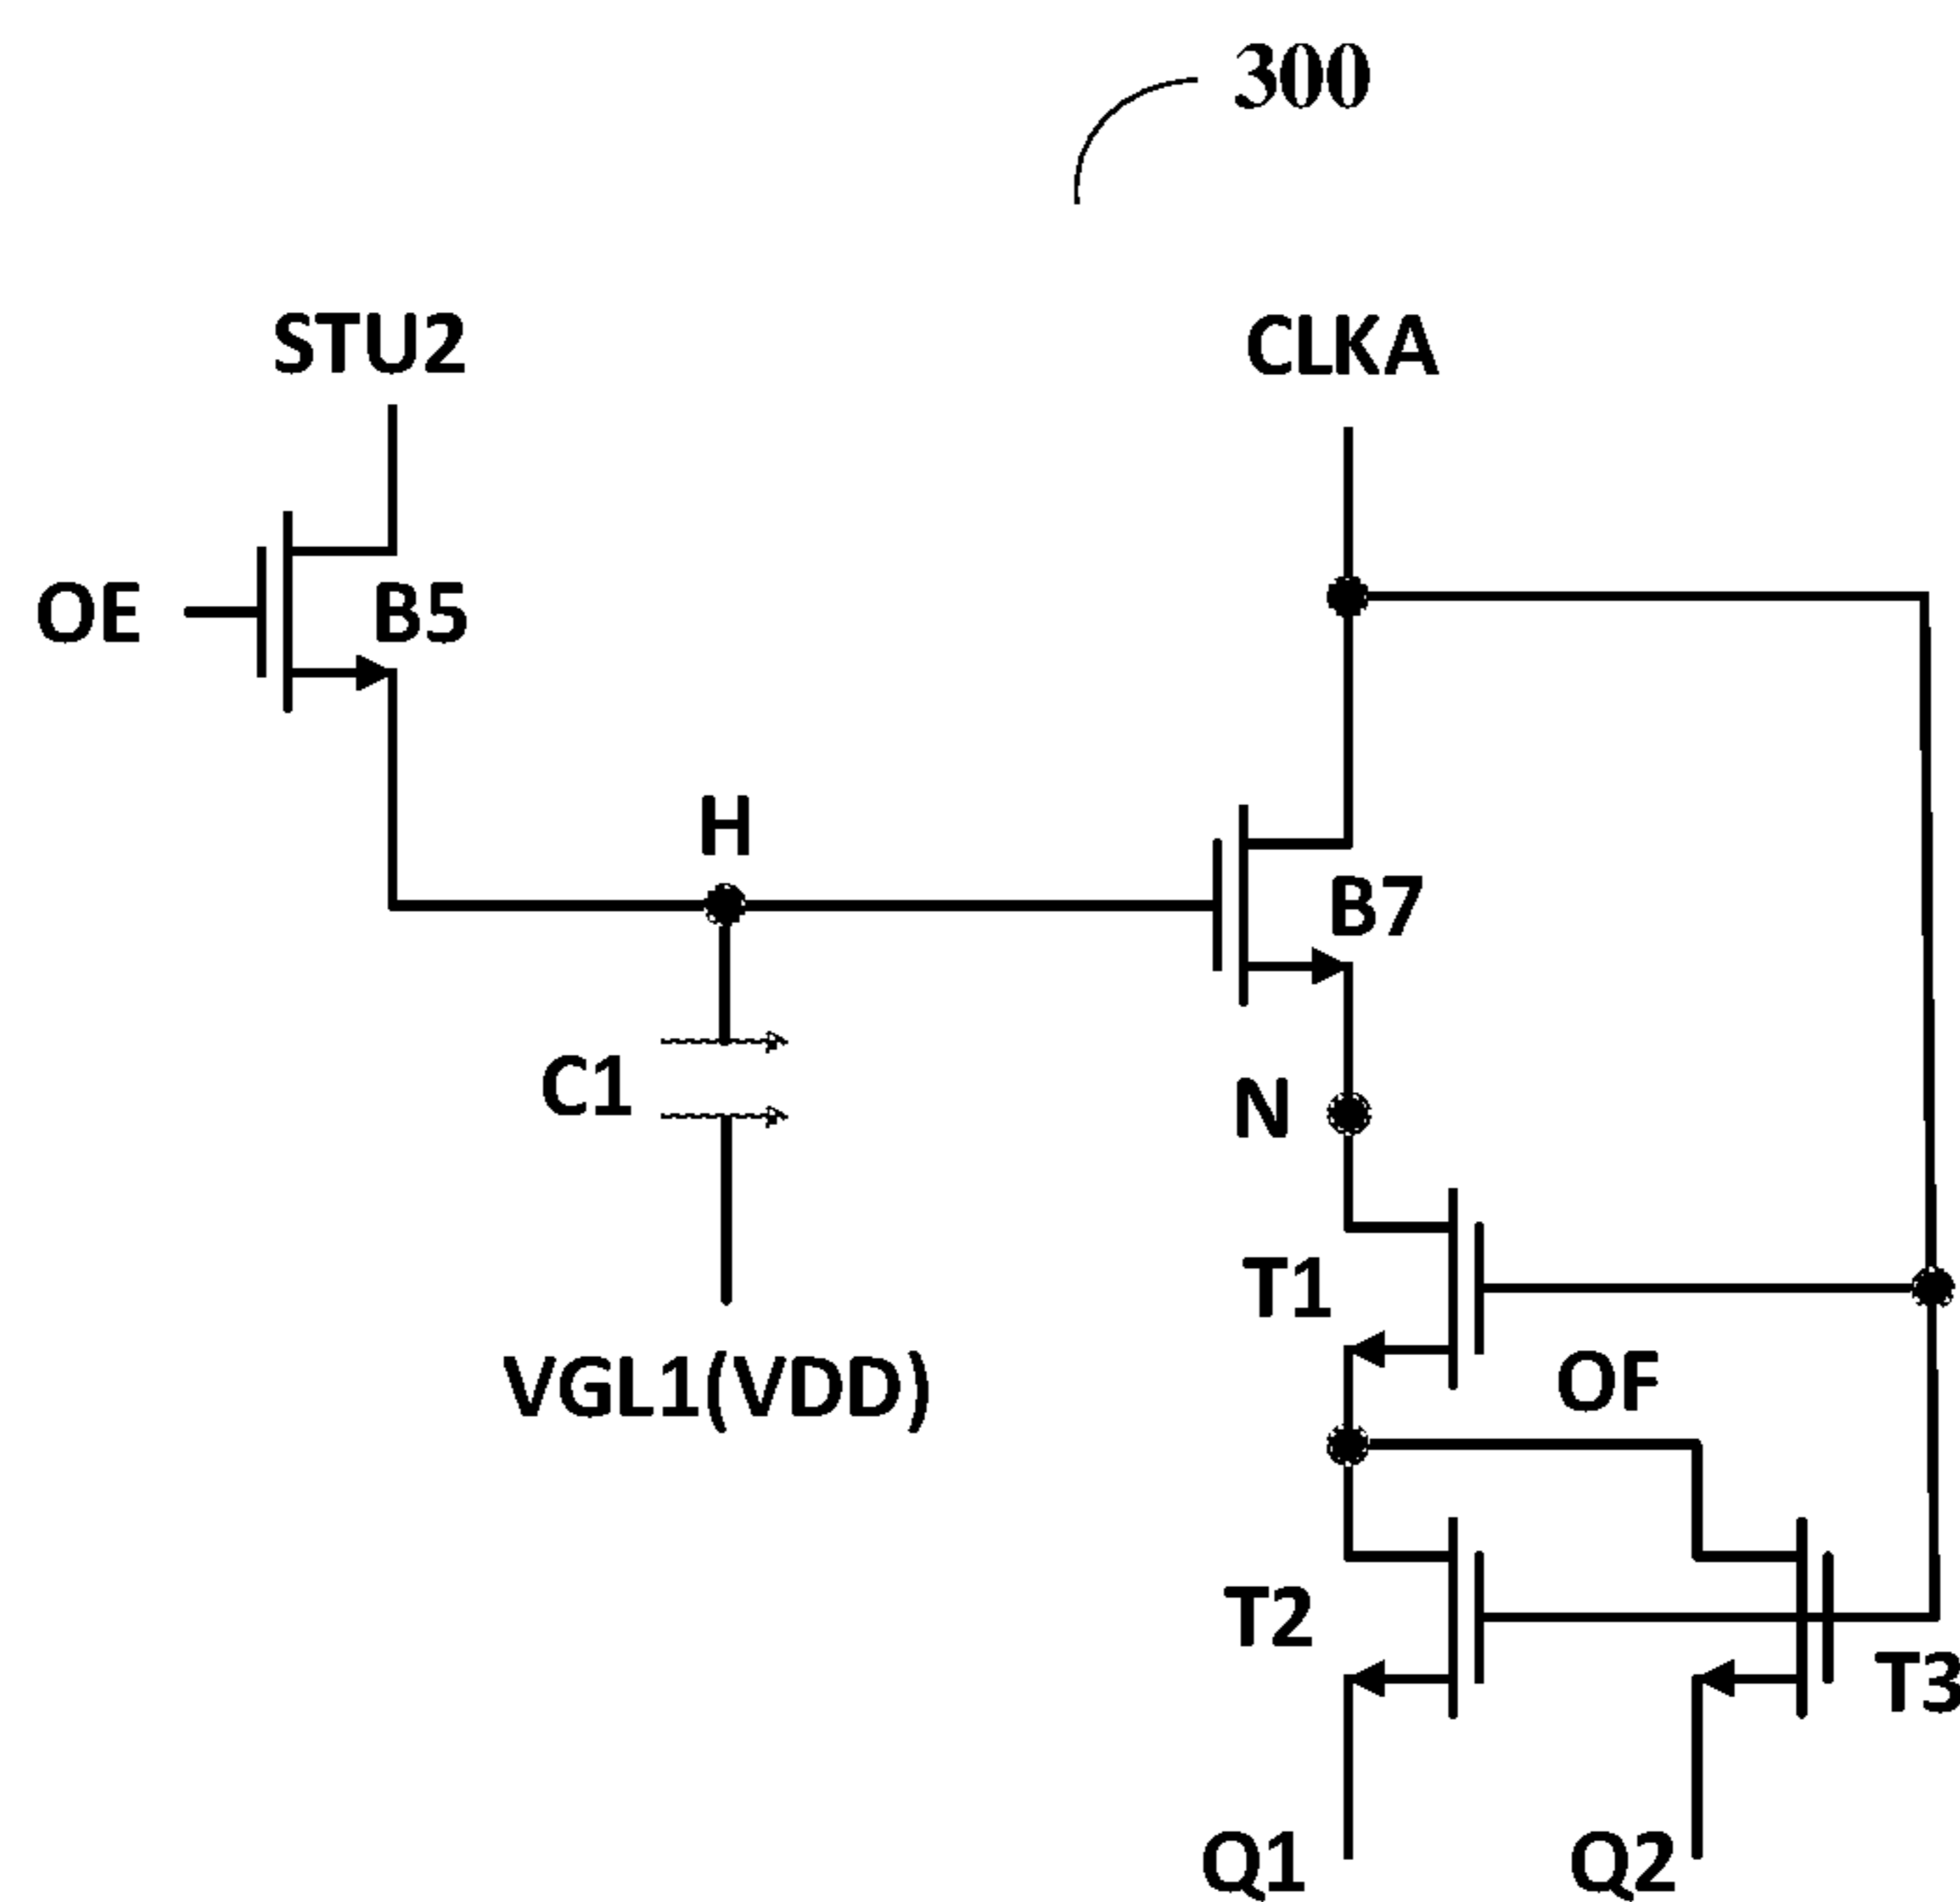 300
STU2
CLKA
OE
B5
H
B7
C1
N
T1
VGL1(VDD)
OF
T2
T3
Q1
Q2